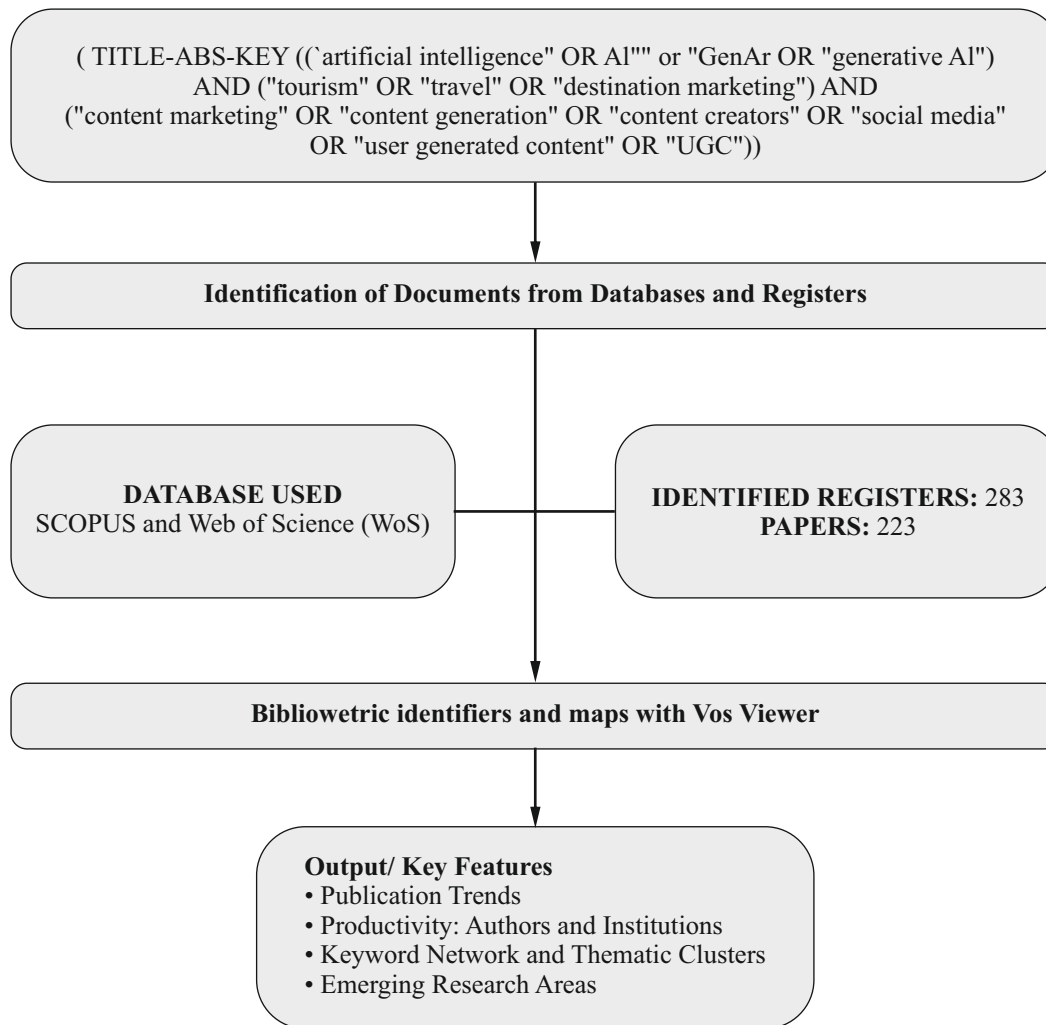 ( TITLE-ABS-KEY ((`artificial intelligence" OR Al"" or "GenAr OR "generative Al")
AND ("tourism" OR "travel" OR "destination marketing") AND
("content marketing" OR "content generation" OR "content creators" OR "social media"
OR "user generated content" OR "UGC"))
Identification of Documents from Databases and Registers
DATABASE USED
SCOPUS and Web of Science (WoS)
IDENTIFIED REGISTERS: 283
PAPERS: 223
Bibliowetric identifiers and maps with Vos Viewer
Output/ Key Features
• Publication Trends
• Productivity: Authors and Institutions
• Keyword Network and Thematic Clusters
• Emerging Research Areas